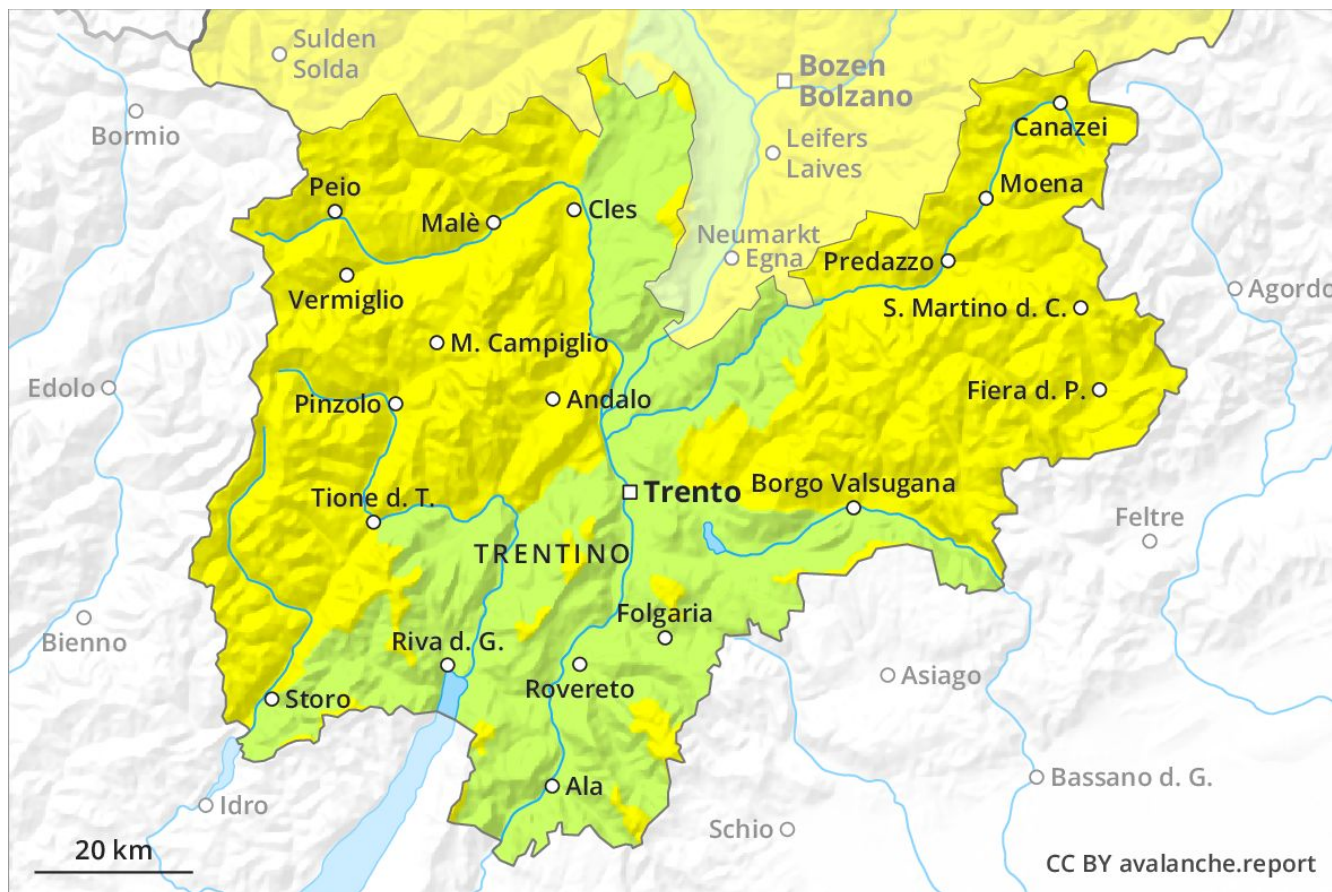 Sulden
Solda
Bozen
Bolzano
Bormio
Canazei
Leifers
Laives
Peio
Moena
Malè
Cles
Neumarkt
Egna
Predazzo
Vermiglio
Agordo
S. Martino d. C.
M. Campiglio
Edolo
Pinzolo
Andalo
Fiera d. P.
Tione d. T.
Trento
Borgo Valsugana
Feltre
TRENTINO
Bienno
Folgaria
Riva d. G.
Asiago
Rovereto
Storo
Bassano d. G.
Ala
Idro
Schio
20 km
CC BY avalanche.report